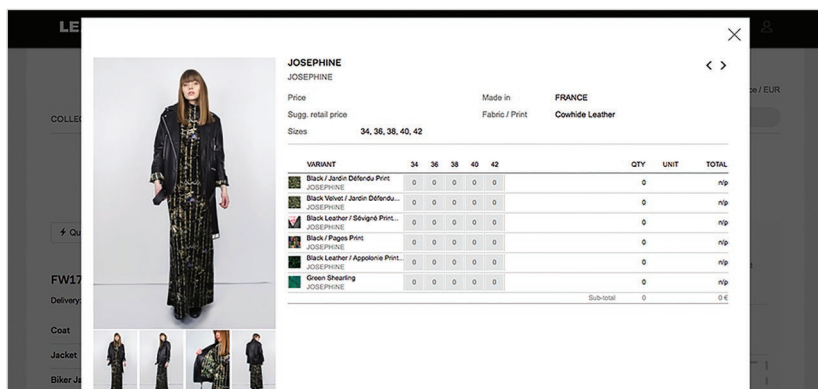 LE
JOSEPHINE
JOSEPHINE
Price
Made in FRANCE
ce / EUR
Sugg. retail price
Fabric / Print Cowhide Leather
COLLEC
Sizes 34, 36, 38, 40, 42
VARIANT 34 36 38 40 42 QTY UNIT TOTAL
Black / Jardin Défendu Print 0 0 0 0 0 0 n/p
JOSEPHINE
Black Velvet / Jardin Défendu... 0 0 0 0 0 0 n/p
JOSEPHINE
Black Leather / Sévigné Print... 0 0 0 0 0 0 n/p
JOSEPHINE
Qu
Black / Pages Print 0 0 0 0 0 0 n/p
JOSEPHINE
Black Leather / Appolonie Print... 0 0 0 0 0 0 n/p
JOSEPHINE
FW17
Green Shearling 0 0 0 0 0 0 n/p
JOSEPHINE
Delivery:
Sub-total 0 0 €
Coat
Jacket
Biker Ja